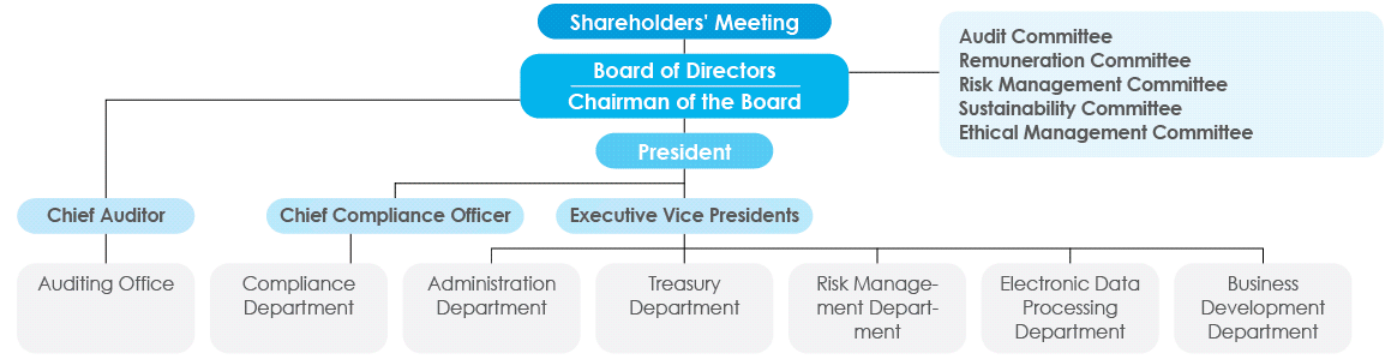 Shareholders' Meeting
Board of Directors
Chairman of the Board
Audit Committee
Remuneration Committee
Risk Management Committee
Sustainability Committee
Ethical Management Committee
President
Chief Auditor
Chief Compliance Officer
Executive Vice Presidents
Auditing Office
Compliance
Department
Administration
Department
Treasury
Department
Risk Manage-
ment Depart-
ment
Electronic Data
Processing
Department
Business
Development
Department